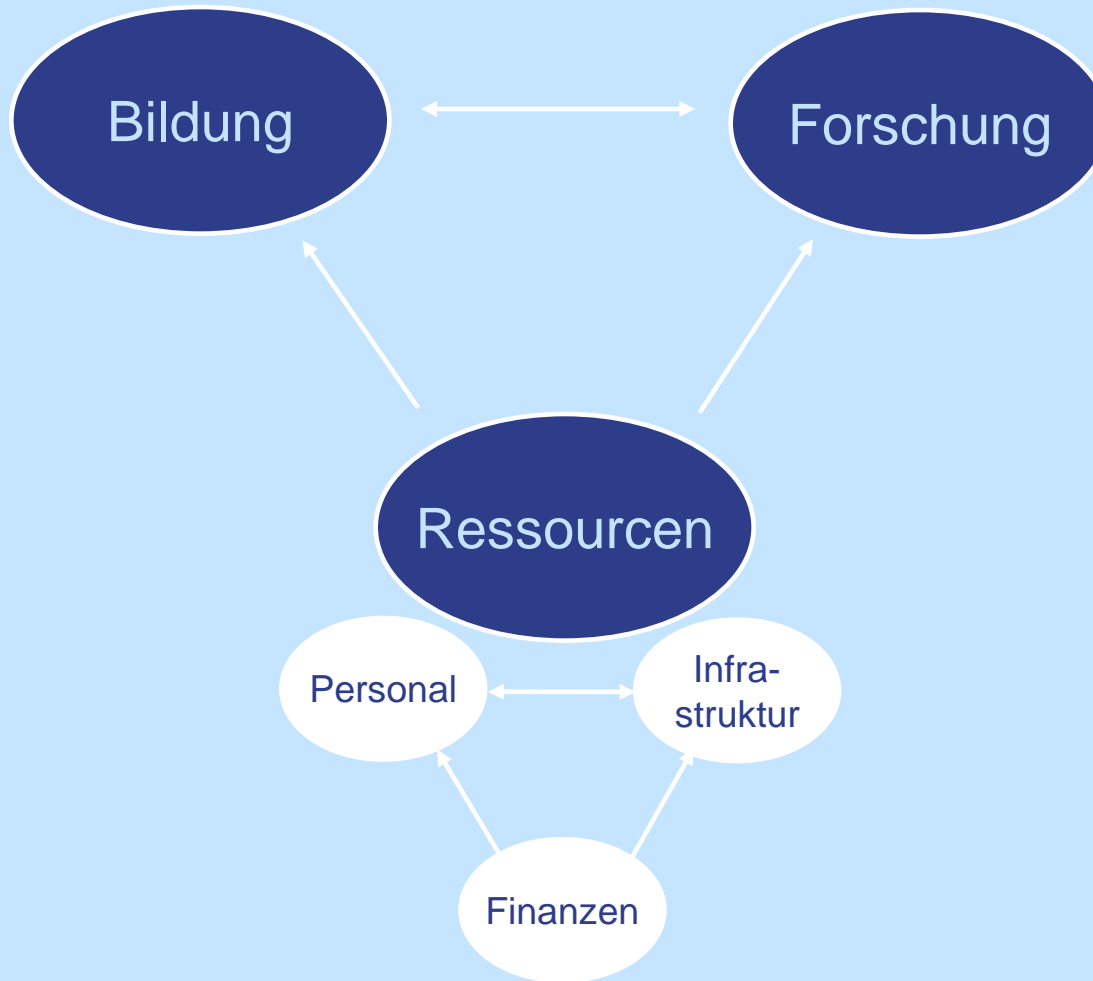 Bildung
Forschung
Ressourcen
Personal
Infra-
struktur
Finanzen